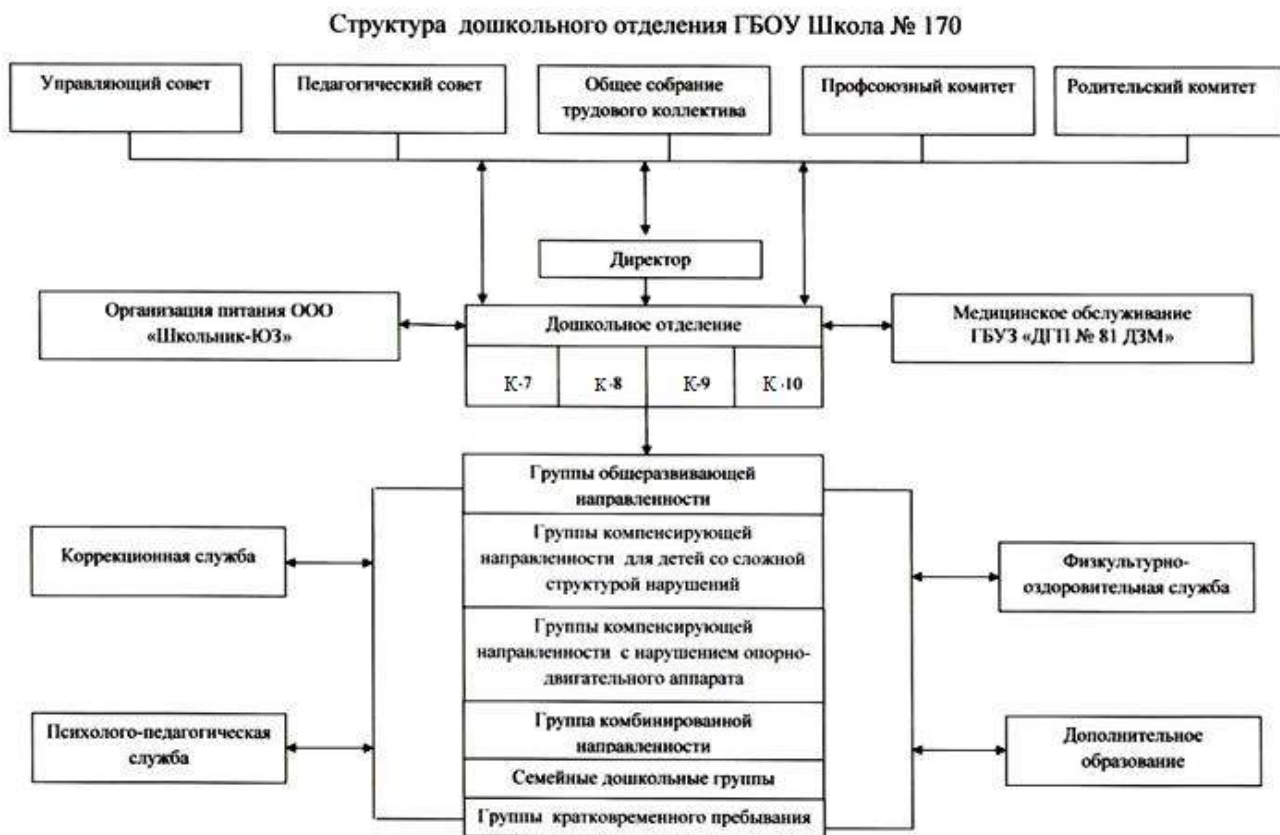 Структура дошкольного отделения ГБОУ Школа № 170
Управляющий совет
Педагогический совет
Общее собрание
трудового коллектива
Профсоюзный комитет
Родительский комитет
Директор
Организация питания ООО
«Школьник-ЮЗ»
Дошкольное отделение
Медицинское обслуживание
ГБУЗ «ДГП № 81 ДЗМ»
К-7
К-8
К-9
К-10
Группы общеразвивающей
направленности
Группы компенсирующей
направленности для детей со сложной
структурой нарушений
Группы компенсирующей
направленности с нарушением опорно-
двигательного аппарата
Группа комбинированной
направленности
Семейные дошкольные группы
Группы кратковременного пребывания
Коррекционная служба
Психолого-педагогическая
служба
Физкультурно-
оздоровительная служба
Дополнительное
образование